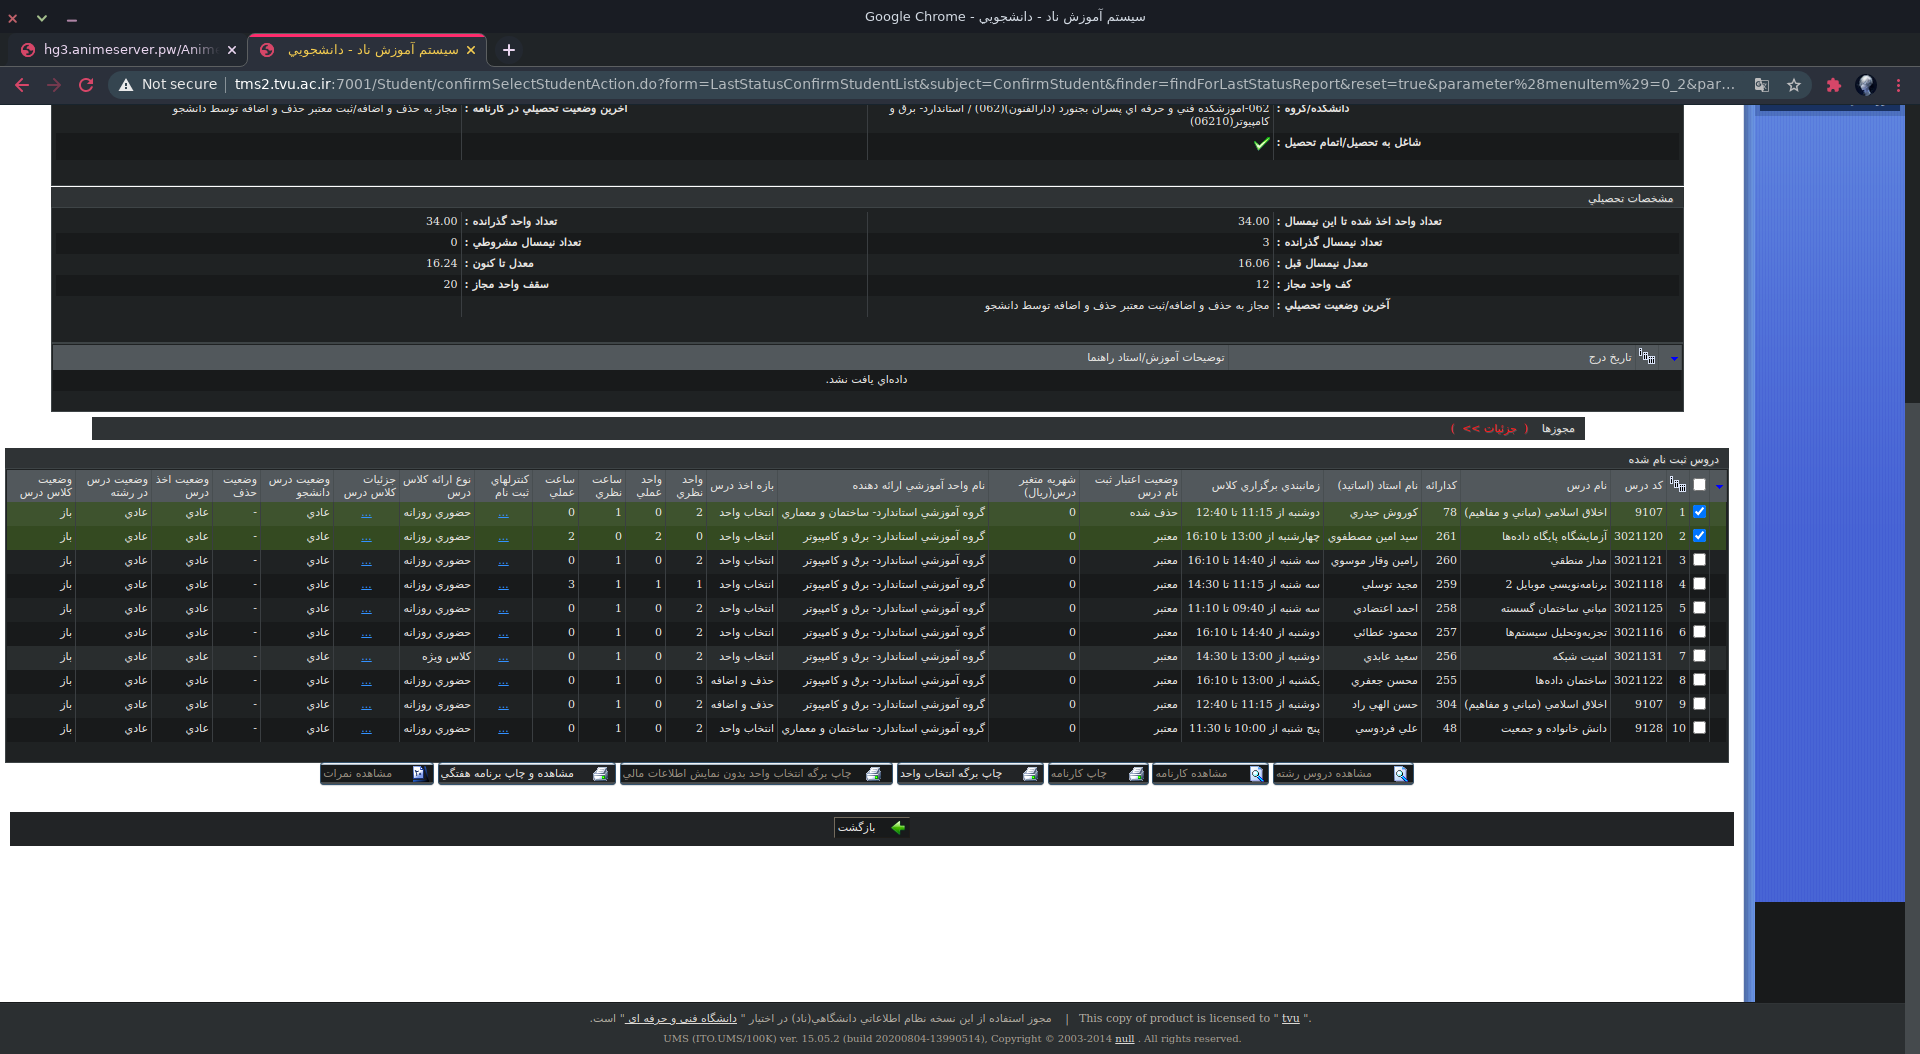 سيستم آموزش ناد - دانشجويي - Google Chrome
hg3.animeserver.pw/Anim
سيستم آموزش ناد - دانشجويي
Not secure | tms2.tvu.ac.ir:7001/Student/confirmSelectStudentAction.do?form=LastStatusConfirmStudentList&subject=ConfirmStudent&finder=findForLastStatusReport&reset=true&parameter%28menuItem%29=0_2&par...
دانشکده/گروه : 062-آموزشکده فني و حرفه اي پسران بجنورد (دارالفنون)(062) / استاندارد- برق و آخرين وضعيت تحصيلي در کارنامه : مجاز به حذف و اضافه/ثبت معتبر حذف و اضافه توسط دانشجو
کامپيوتر(06210)
شاغل به تحصيل/اتمام تحصيل :
مشخصات تحصيلي
تعداد واحد اخذ شده تا اين نيمسال : 34.00 تعداد واحد گذرانده : 34.00
تعداد نيمسال گذرانده : 3 تعداد نيمسال مشروطي : 0
معدل نيمسال قبل : 16.06 معدل تا کنون : 16.24
کف واحد مجاز : 12 سقف واحد مجاز : 20
آخرين وضعيت تحصيلي : مجاز به حذف و اضافه/ثبت معتبر حذف و اضافه توسط دانشجو
تاريخ درج توضيحات آموزش/استاد راهنما
داده‌اي يافت نشد.
مجوزها ( جزئيات >> )
دروس ثبت نام شده
کد درس نام درس کدارائه نام استاد (اساتيد) زمانبندي برگزاري کلاس وضعيت اعتبار ثبت نام درس شهريه متغير درس(ريال) نام واحد آموزشي ارائه دهنده بازه اخذ درس واحد نظري واحد عملي ساعت نظري ساعت عملي کنترلهاي ثبت نام نوع ارائه کلاس درس جزئيات کلاس درس وضعيت درس دانشجو وضعيت حذف وضعيت اخذ درس وضعيت درس در رشته وضعيت کلاس درس
1 9107 اخلاق اسلامي (مباني و مفاهيم) 78 کوروش حيدري دوشنبه از 11:15 تا 12:40 حذف شده 0 گروه آموزشي استاندارد- ساختمان و معماري انتخاب واحد 2 0 1 0 ... حضوري روزانه ... عادي - عادي عادي باز
2 3021120 آزمايشگاه پايگاه داده‌ها 261 سيد امين مصطفوي چهارشنبه از 13:00 تا 16:10 معتبر 0 گروه آموزشي استاندارد- برق و کامپيوتر انتخاب واحد 0 2 0 2 ... حضوري روزانه ... عادي - عادي عادي باز
3 3021121 مدار منطقي 260 رامين وقار موسوي سه شنبه از 14:40 تا 16:10 معتبر 0 گروه آموزشي استاندارد- برق و کامپيوتر انتخاب واحد 2 0 1 0 ... حضوري روزانه ... عادي - عادي عادي باز
4 3021118 برنامه‌نويسي موبايل 2 259 مجيد توسلي سه شنبه از 11:15 تا 14:30 معتبر 0 گروه آموزشي استاندارد- برق و کامپيوتر انتخاب واحد 1 1 1 3 ... حضوري روزانه ... عادي - عادي عادي باز
5 3021125 مباني ساختمان گسسته 258 احمد اعتضادي سه شنبه از 09:40 تا 11:10 معتبر 0 گروه آموزشي استاندارد- برق و کامپيوتر انتخاب واحد 2 0 1 0 ... حضوري روزانه ... عادي - عادي عادي باز
6 3021116 تجزيه‌وتحليل سيستم‌ها 257 محمود عطائي دوشنبه از 14:40 تا 16:10 معتبر 0 گروه آموزشي استاندارد- برق و کامپيوتر انتخاب واحد 2 0 1 0 ... حضوري روزانه ... عادي - عادي عادي باز
7 3021131 امنيت شبکه 256 سعيد عابدي دوشنبه از 13:00 تا 14:30 معتبر 0 گروه آموزشي استاندارد- برق و کامپيوتر انتخاب واحد 2 0 1 0 ... کلاس ويژه ... عادي - عادي عادي باز
8 3021122 ساختمان داده‌ها 255 محسن جعفري يکشنبه از 13:00 تا 16:10 معتبر 0 گروه آموزشي استاندارد- برق و کامپيوتر حذف و اضافه 3 0 1 0 ... حضوري روزانه ... عادي - عادي عادي باز
9 9107 اخلاق اسلامي (مباني و مفاهيم) 304 حسن الهي راد دوشنبه از 11:15 تا 12:40 معتبر 0 گروه آموزشي استاندارد- برق و کامپيوتر حذف و اضافه 2 0 1 0 ... حضوري روزانه ... عادي - عادي عادي باز
10 9128 دانش خانواده و جمعيت 48 علي فردوسي پنج شنبه از 10:00 تا 11:30 معتبر 0 گروه آموزشي استاندارد- ساختمان و معماري انتخاب واحد 2 0 1 0 ... حضوري روزانه ... عادي - عادي عادي باز
مشاهده دروس رشته مشاهده کارنامه چاپ کارنامه چاپ برگه انتخاب واحد چاپ برگه انتخاب واحد بدون نمايش اطلاعات مالي مشاهده و چاپ برنامه هفتگي مشاهده نمرات
بازگشت
مجوز استفاده از اين نسخه نظام اطلاعاتي دانشگاهي(ناد) در اختيار " دانشگاه فني و حرفه اي " است. | This copy of product is licensed to " tvu ".
UMS (ITO.UMS/100K) ver. 15.05.2 (build 20200804-13990514), Copyright © 2003-2014 null . All rights reserved.